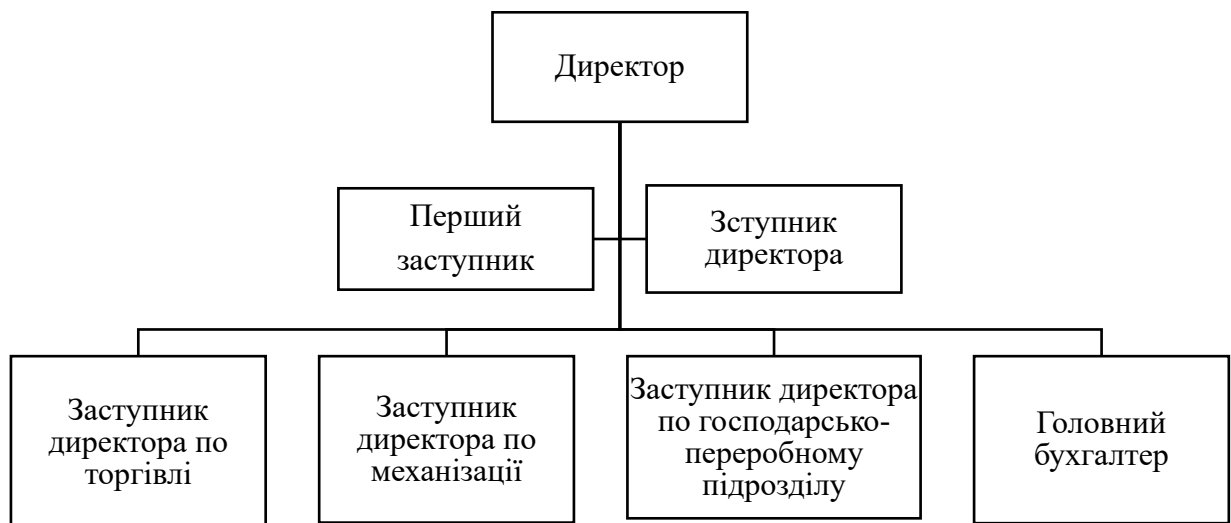 Директор
Перший
заступник
Зступник
директора
Заступник
директора по
торгівлі
Заступник
директора по
механізації
Заступник директора
по господарсько-
переробному
підрозділу
Головний
бухгалтер